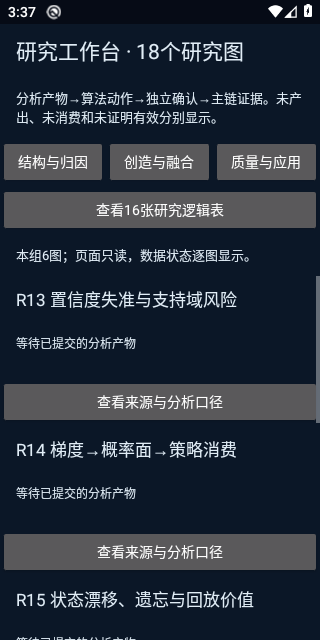 3:37
研究工作台 · 18个研究图
分析产物→算法动作→独立确认→主链证据。未产
出、未消费和未证明有效分别显示。
结构与归因 创造与融合 质量与应用
查看16张研究逻辑表
本组6图；页面只读，数据状态逐图显示。
R13 置信度失准与支持域风险
等待已提交的分析产物
查看来源与分析口径
R14 梯度→概率面→策略消费
等待已提交的分析产物
查看来源与分析口径
R15 状态漂移、遗忘与回放价值